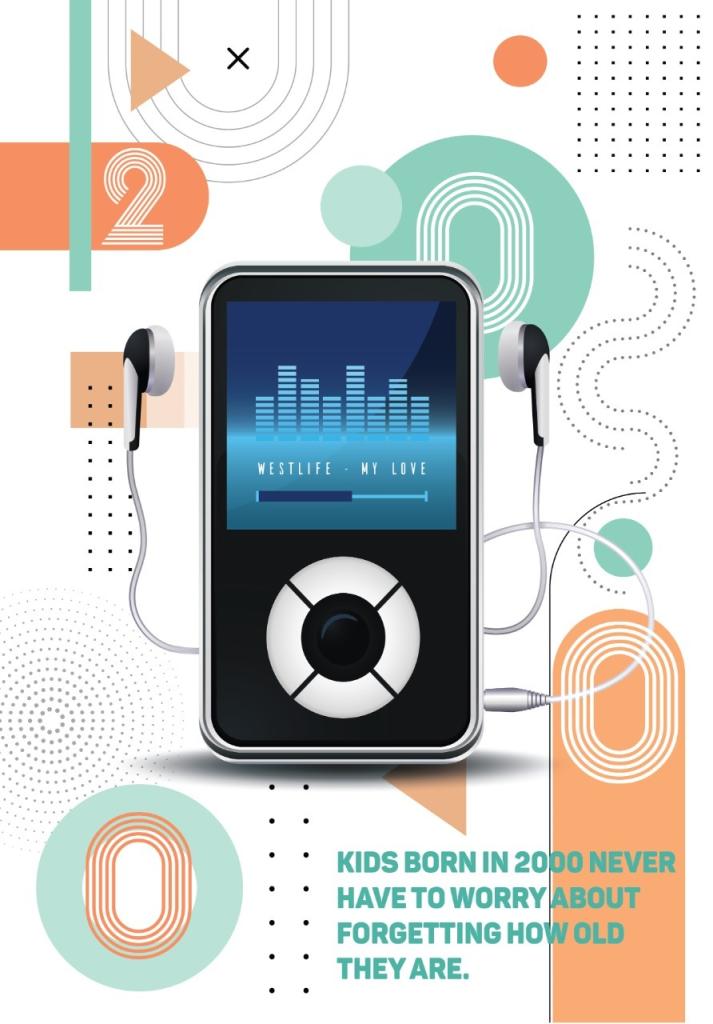 2
0
WESTLIFE - MY LOVE
0
0
KIDS BORN IN 2000 NEVER
HAVE TO WORRY ABOUT
FORGETTING HOW OLD
THEY ARE.